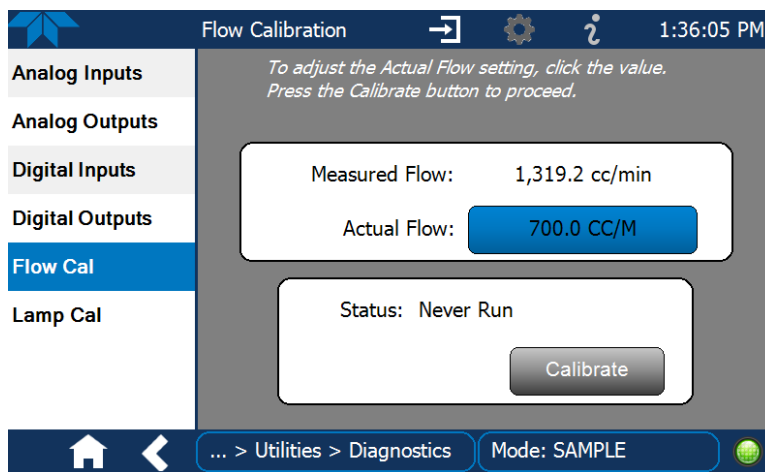 Flow Calibration
1:36:05 PM
Analog Inputs
Analog Outputs
Digital Inputs
Digital Outputs
Flow Cal
Lamp Cal
To adjust the Actual Flow setting, click the value.
Press the Calibrate button to proceed.
Measured Flow: 1,319.2 cc/min
Actual Flow: 700.0 CC/M
Status: Never Run
Calibrate
... > Utilities > Diagnostics
Mode: SAMPLE